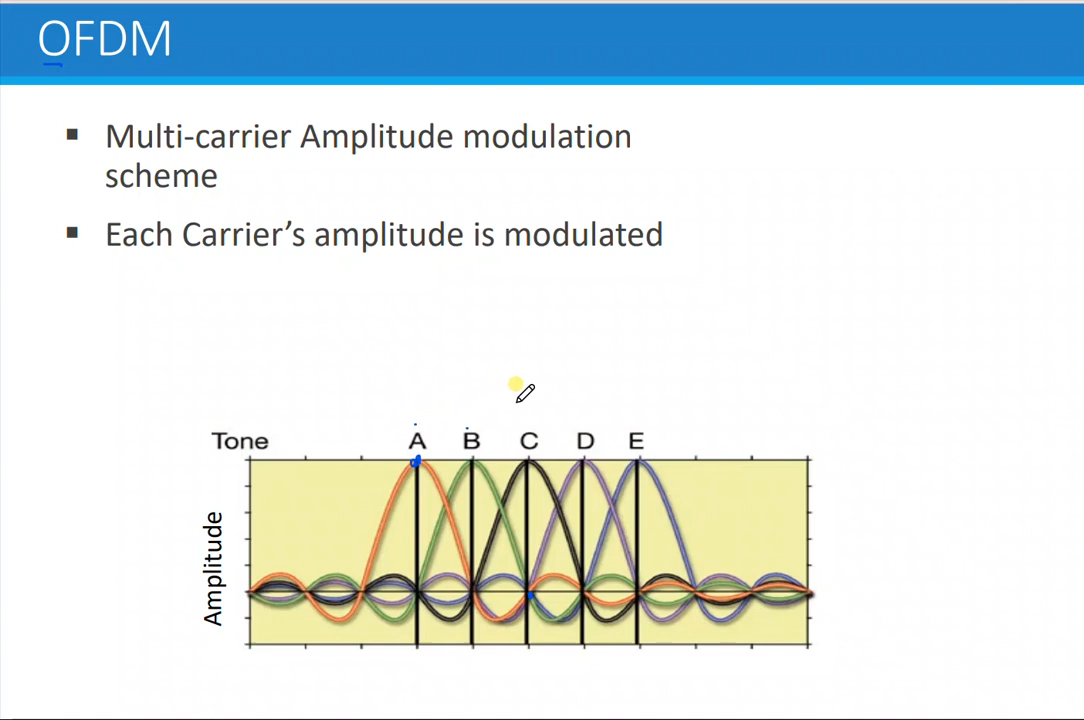 OFDM
▪ Multi-carrier Amplitude modulation
scheme
▪ Each Carrier’s amplitude is modulated
Tone A B C D E
Amplitude